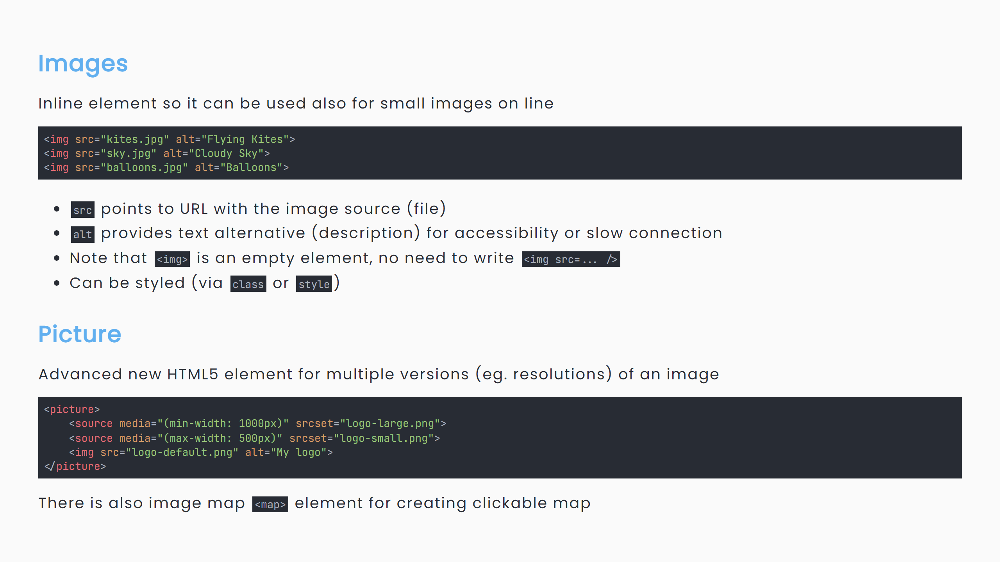 Images
Inline element so it can be used also for small images on line
<img src="kites.jpg" alt="Flying Kites">
<img src="sky.jpg" alt="Cloudy Sky">
<img src="balloons.jpg" alt="Balloons">
• src points to URL with the image source (file)
• alt provides text alternative (description) for accessibility or slow connection
• Note that <img> is an empty element, no need to write <img src=... />
• Can be styled (via class or style)
Picture
Advanced new HTML5 element for multiple versions (eg. resolutions) of an image
<picture>
    <source media="(min-width: 1000px)" srcset="logo-large.png">
    <source media="(max-width: 500px)" srcset="logo-small.png">
    <img src="logo-default.png" alt="My logo">
</picture>
There is also image map <map> element for creating clickable map